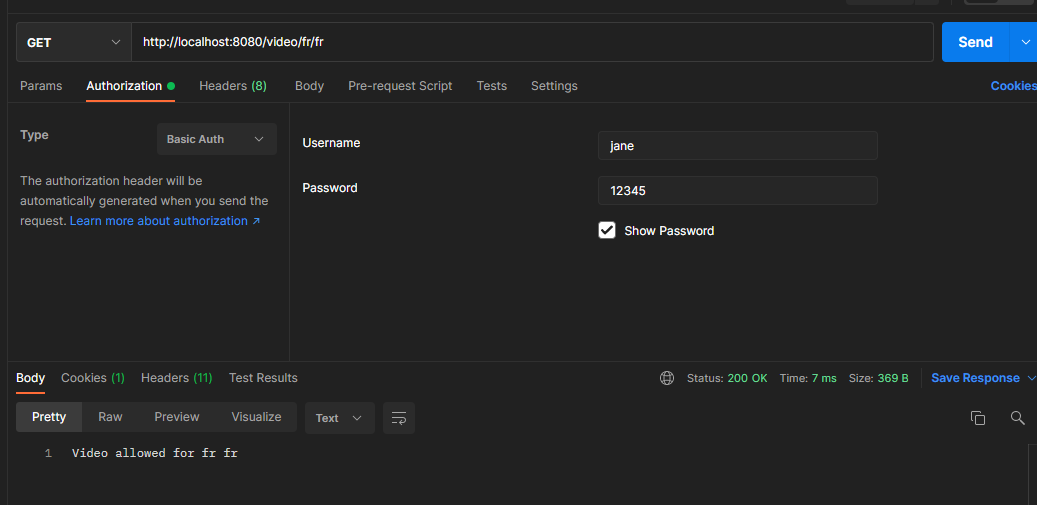 GET http://localhost:8080/video/fr/fr Send
Params Authorization Headers (8) Body Pre-request Script Tests Settings Cookies
Type Basic Auth
The authorization header will be
automatically generated when you send the
request. Learn more about authorization ↗
Username jane
Password 12345
Show Password
Body Cookies (1) Headers (11) Test Results Status: 200 OK Time: 7 ms Size: 369 B Save Response
Pretty Raw Preview Visualize Text
1 Video allowed for fr fr